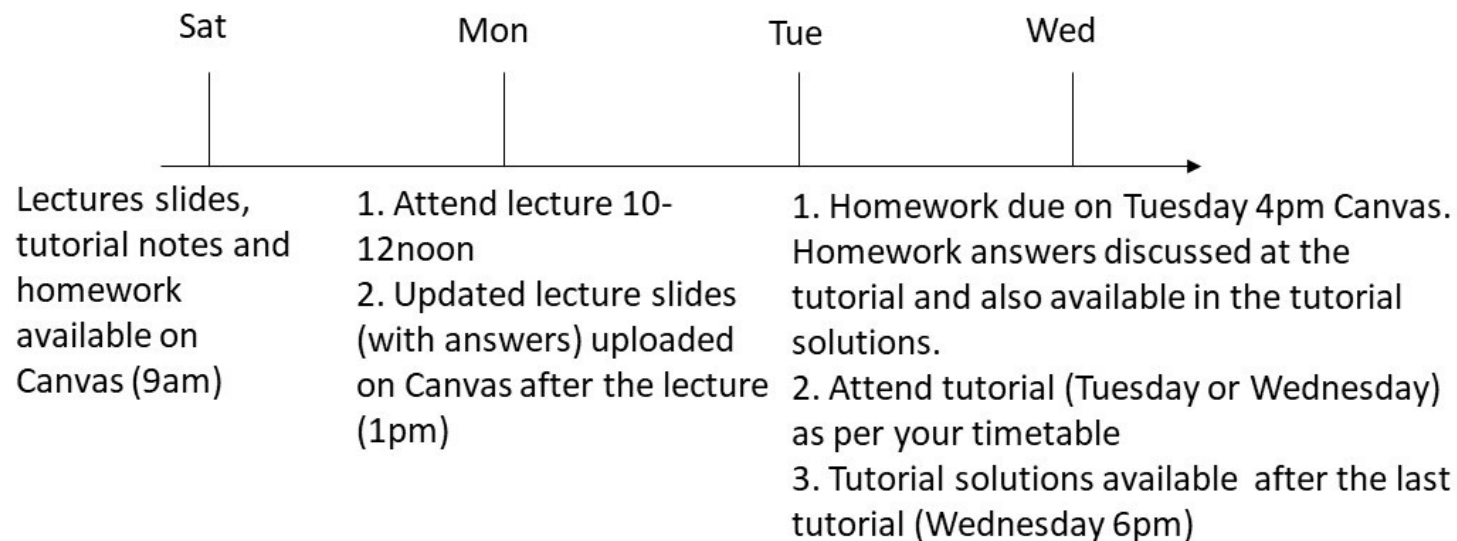 Sat
Mon
Tue
Wed
Lectures slides,
tutorial notes and
homework
available on
Canvas (9am)
1. Attend lecture 10-
12noon
2. Updated lecture slides
(with answers) uploaded
on Canvas after the lecture
(1pm)
1. Homework due on Tuesday 4pm Canvas.
Homework answers discussed at the
tutorial and also available in the tutorial
solutions.
2. Attend tutorial (Tuesday or Wednesday)
as per your timetable
3. Tutorial solutions available after the last
tutorial (Wednesday 6pm)